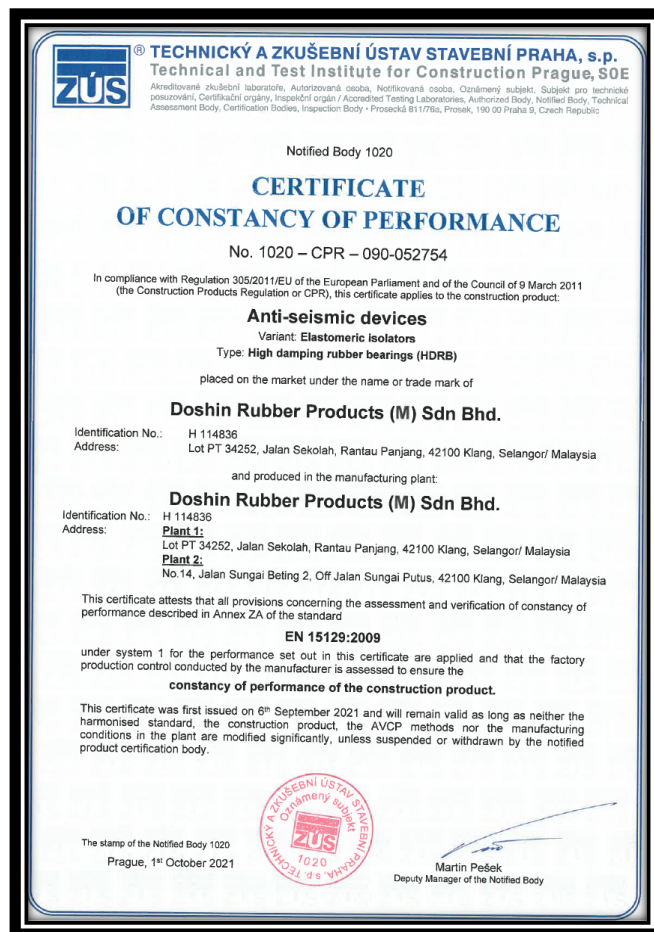 ZÚS
® TECHNICKÝ A ZKUŠEBNÍ ÚSTAV STAVEBNÍ PRAHA, s.p.
Technical and Test Institute for Construction Prague, SOE
Akreditované zkušební laboratoře, Autorizovaná osoba, Notifikovaná osoba, Oznámený subjekt, Subjekt pro technické
posuzování, Certifikační orgány, Inspekční orgán / Accredited Testing Laboratories, Authorized Body, Notified Body, Technical
Assessment Body, Certification Bodies, Inspection Body • Prosecká 811/76a, Prosek, 190 00 Praha 9, Czech Republic
Notified Body 1020
CERTIFICATE
OF CONSTANCY OF PERFORMANCE
No. 1020 – CPR – 090-052754
In compliance with Regulation 305/2011/EU of the European Parliament and of the Council of 9 March 2011
(the Construction Products Regulation or CPR), this certificate applies to the construction product:
Anti-seismic devices
Variant: Elastomeric isolators
Type: High damping rubber bearings (HDRB)
placed on the market under the name or trade mark of
Doshin Rubber Products (M) Sdn Bhd.
Identification No.: H 114836
Address: Lot PT 34252, Jalan Sekolah, Rantau Panjang, 42100 Klang, Selangor/ Malaysia
and produced in the manufacturing plant:
Doshin Rubber Products (M) Sdn Bhd.
Identification No.: H 114836
Address: Plant 1:
Lot PT 34252, Jalan Sekolah, Rantau Panjang, 42100 Klang, Selangor/ Malaysia
Plant 2:
No.14, Jalan Sungai Beting 2, Off Jalan Sungai Putus, 42100 Klang, Selangor/ Malaysia
This certificate attests that all provisions concerning the assessment and verification of constancy of
performance described in Annex ZA of the standard
EN 15129:2009
under system 1 for the performance set out in this certificate are applied and that the factory
production control conducted by the manufacturer is assessed to ensure the
constancy of performance of the construction product.
This certificate was first issued on 6th September 2021 and will remain valid as long as neither the
harmonised standard, the construction product, the AVCP methods nor the manufacturing
conditions in the plant are modified significantly, unless suspended or withdrawn by the notified
product certification body.
TECHNICKÝ A ZKUŠEBNÍ ÚSTAV STAVEBNÍ PRAHA, s.p.
Oznámený subjekt
ZÚS
1020
The stamp of the Notified Body 1020
Prague, 1st October 2021
Martin Pešek
Deputy Manager of the Notified Body